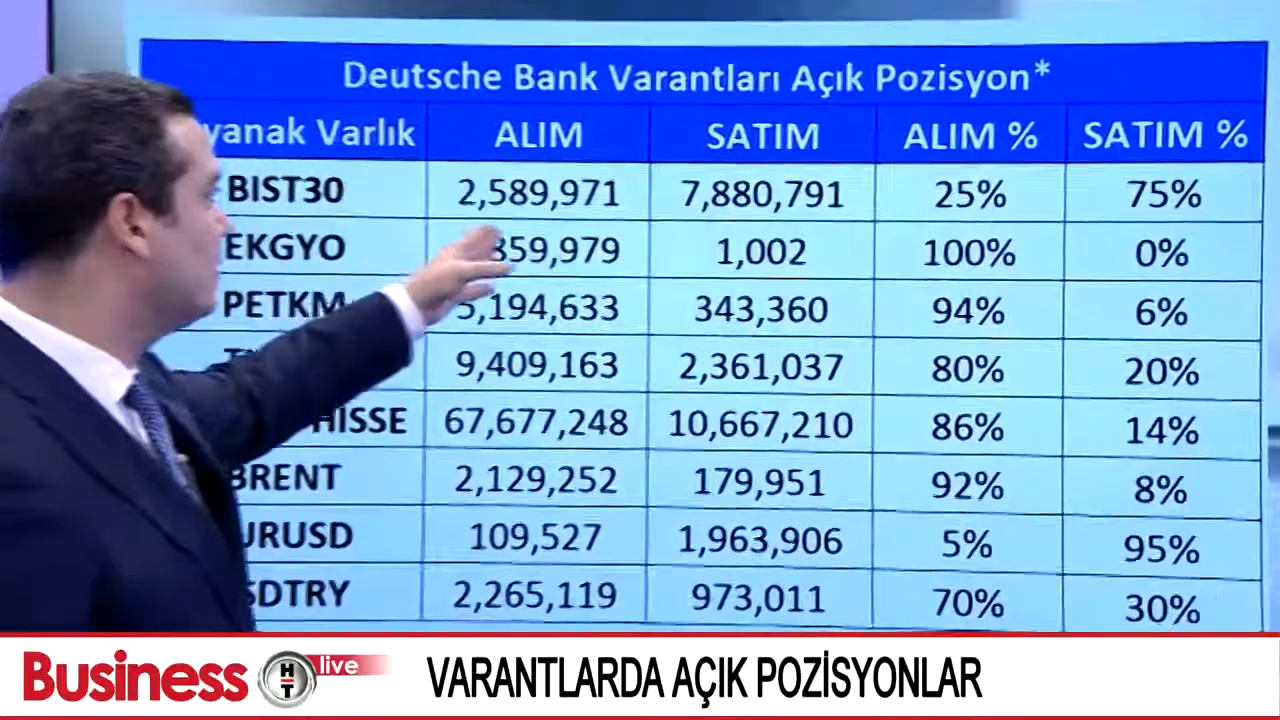 Deutsche Bank Varantları Açık Pozisyon*
yanak Varlık ALIM SATIM ALIM % SATIM %
BIST30 2,589,971 7,880,791 25% 75%
EKGYO 859,979 1,002 100% 0%
PETKM 5,194,633 343,360 94% 6%
9,409,163 2,361,037 80% 20%
HISSE 67,677,248 10,667,210 86% 14%
BRENT 2,129,252 179,951 92% 8%
URUSD 109,527 1,963,906 5% 95%
SDTRY 2,265,119 973,011 70% 30%
Business HT live
VARANTLARDA AÇIK POZİSYONLAR